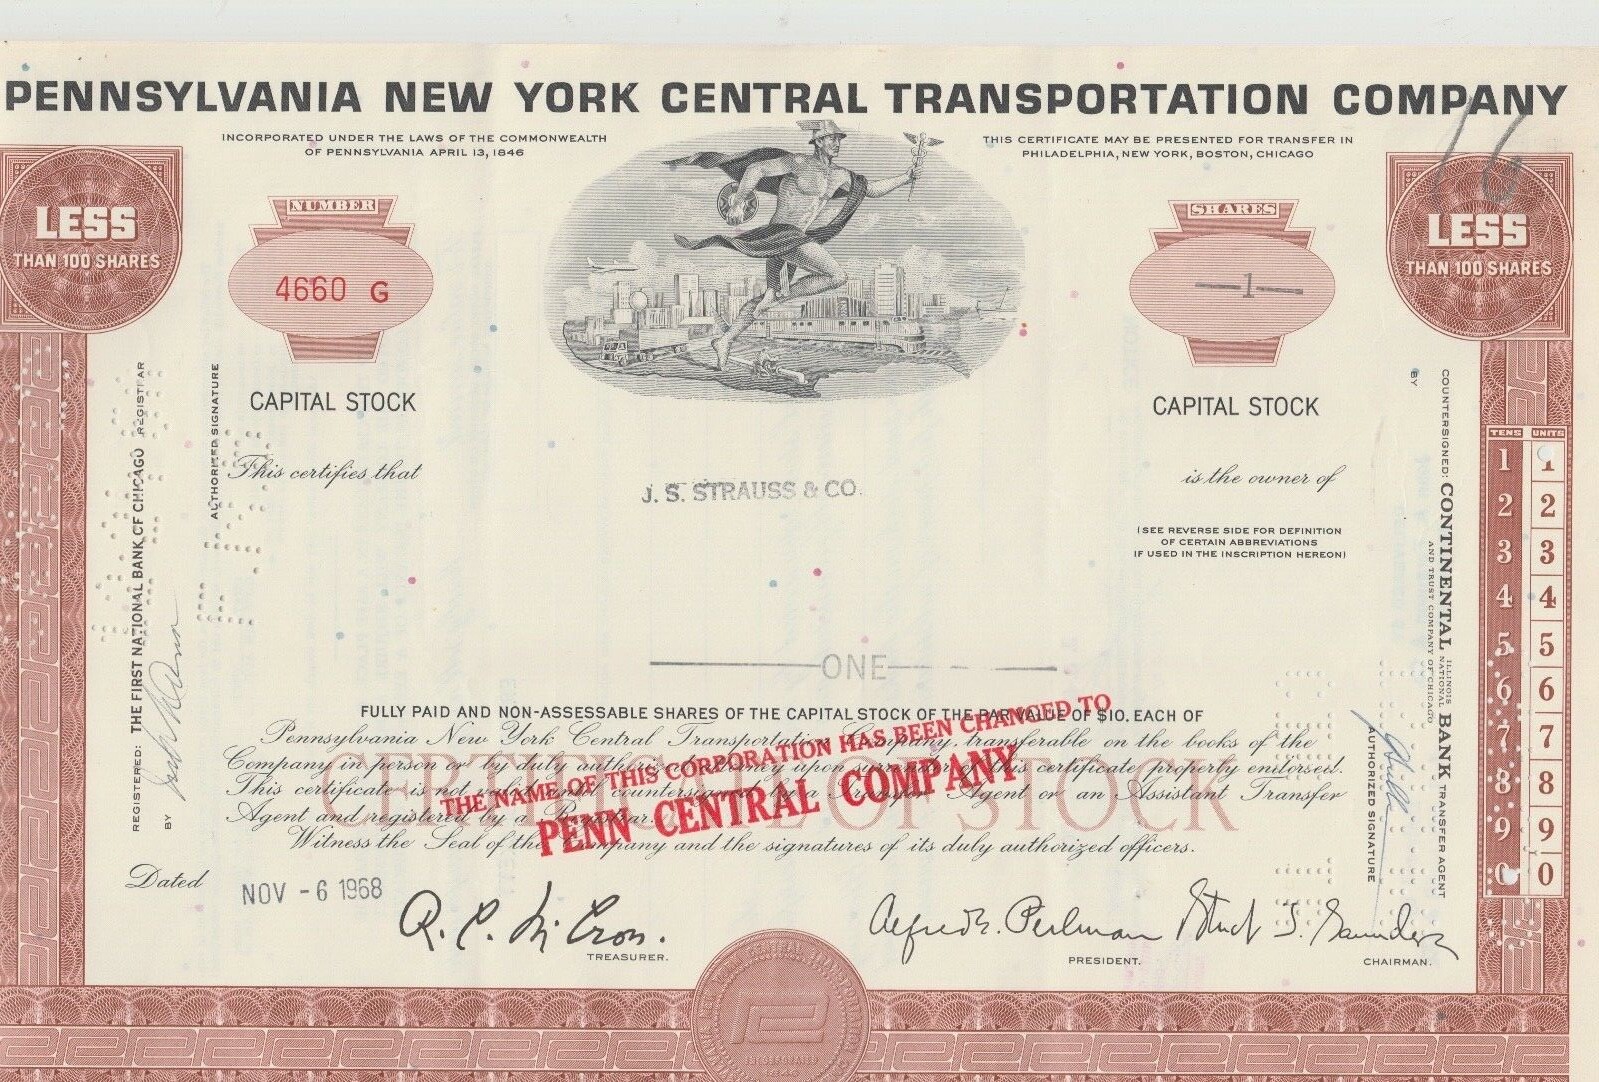 PENNSYLVANIA NEW YORK CENTRAL TRANSPORTATION COMPANY
INCORPORATED UNDER THE LAWS OF THE COMMONWEALTH
OF PENNSYLVANIA APRIL 13, 1846
THIS CERTIFICATE MAY BE PRESENTED FOR TRANSFER IN
PHILADELPHIA, NEW YORK, BOSTON, CHICAGO
16
LESS
THAN 100 SHARES
NUMBER
4660 G
SHARES
—1—
LESS
THAN 100 SHARES
CAPITAL STOCK
CAPITAL STOCK
This certifies that
J. S. STRAUSS & CO.
is the owner of
(SEE REVERSE SIDE FOR DEFINITION
OF CERTAIN ABBREVIATIONS
IF USED IN THE INSCRIPTION HEREON)
ONE
FULLY PAID AND NON-ASSESSABLE SHARES OF THE CAPITAL STOCK OF THE PAR VALUE OF $10. EACH OF
Pennsylvania New York Central Transportation Company, transferable on the books of the
Company in person or by duly authorized attorney upon surrender of this certificate properly endorsed.
This certificate is not valid until countersigned by a Transfer Agent or an Assistant Transfer
Agent and registered by a Registrar.
Witness the Seal of the Company and the signatures of its duly authorized officers.
CERTIFICATE OF STOCK
THE NAME OF THIS CORPORATION HAS BEEN CHANGED TO
PENN CENTRAL COMPANY
Dated
NOV -6 1968
TREASURER.
Alfred E. Perlman
PRESIDENT.
Stuart T. Saunders
CHAIRMAN.
REGISTERED: THE FIRST NATIONAL BANK OF CHICAGO REGISTRAR
BY
AUTHORIZED SIGNATURE
COUNTERSIGNED: CONTINENTAL ILLINOIS NATIONAL BANK AND TRUST COMPANY OF CHICAGO TRANSFER AGENT
BY
AUTHORIZED SIGNATURE
TENS UNITS
1 1
2 2
3 3
4 4
5 5
6 6
7 7
8 8
9 9
0 0